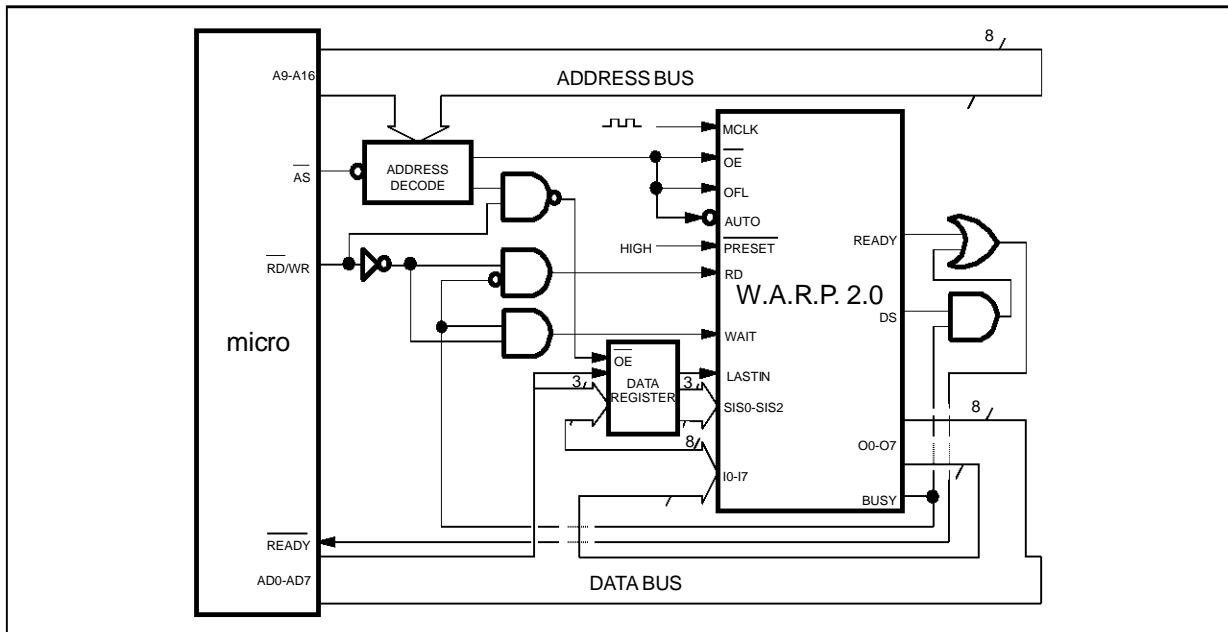 8
A9-A16
ADDRESS BUS
MCLK
AS
ADDRESS
DECODE
OE
OFL
AUTO
READY
HIGH
PRESET
RD/WR
RD
W.A.R.P. 2.0
DS
micro
WAIT
OE
LASTIN
3
DATA
REGISTER
3
SIS0-SIS2
8
8
O0-O7
I0-I7
BUSY
READY
AD0-AD7
DATA BUS